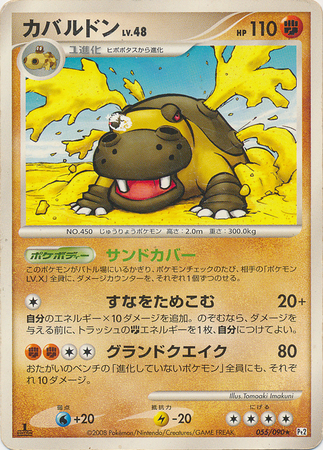 カバルドン LV.48 HP 110
1進化 ヒポポタスから進化
NO.450 じゅうりょうポケモン 高さ：2.0m 重さ：300.0kg
ポケボディー サンドカバー
このポケモンがバトル場にいるかぎり、ポケモンチェックのたび、相手の「ポケモン
LV.X」全員に、ダメージカウンターを、それぞれ1個ずつのせる。
すなをためこむ 20+
自分のエネルギー×10ダメージを追加。のぞむなら、ダメージ
を与える前に、トラッシュの エネルギーを1枚、自分につけてよい。
グランドクエイク 80
おたがいのベンチの「進化していないポケモン」全員にも、それ
ぞれ10ダメージ。
Illus.Tomoaki Imakuni
弱点 抵抗力 にげる
+20 -20
1 EDITION ©2008 Pokémon/Nintendo/Creatures/GAME FREAK. 055/090★ Pt2